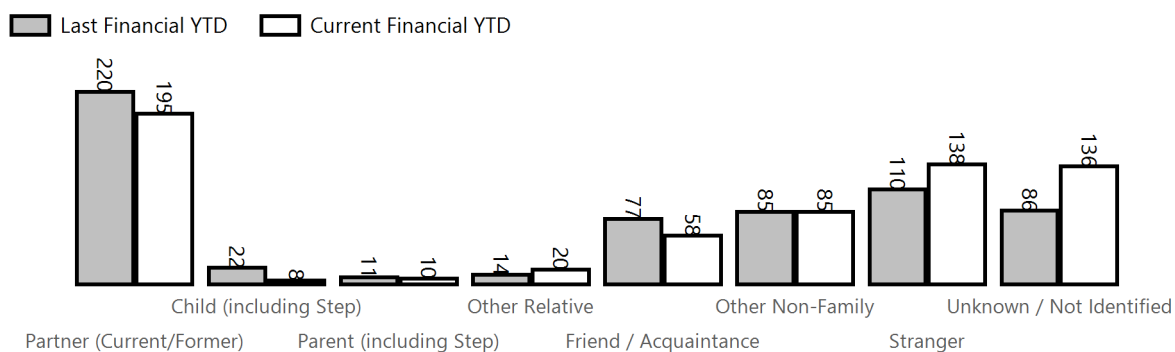 Last Financial YTD
Current Financial YTD
220
195
22
8
11
10
14
20
77
58
85
85
110
138
86
136
Child (including Step)
Other Relative
Other Non-Family
Unknown / Not Identified
Partner (Current/Former)
Parent (including Step)
Friend / Acquaintance
Stranger